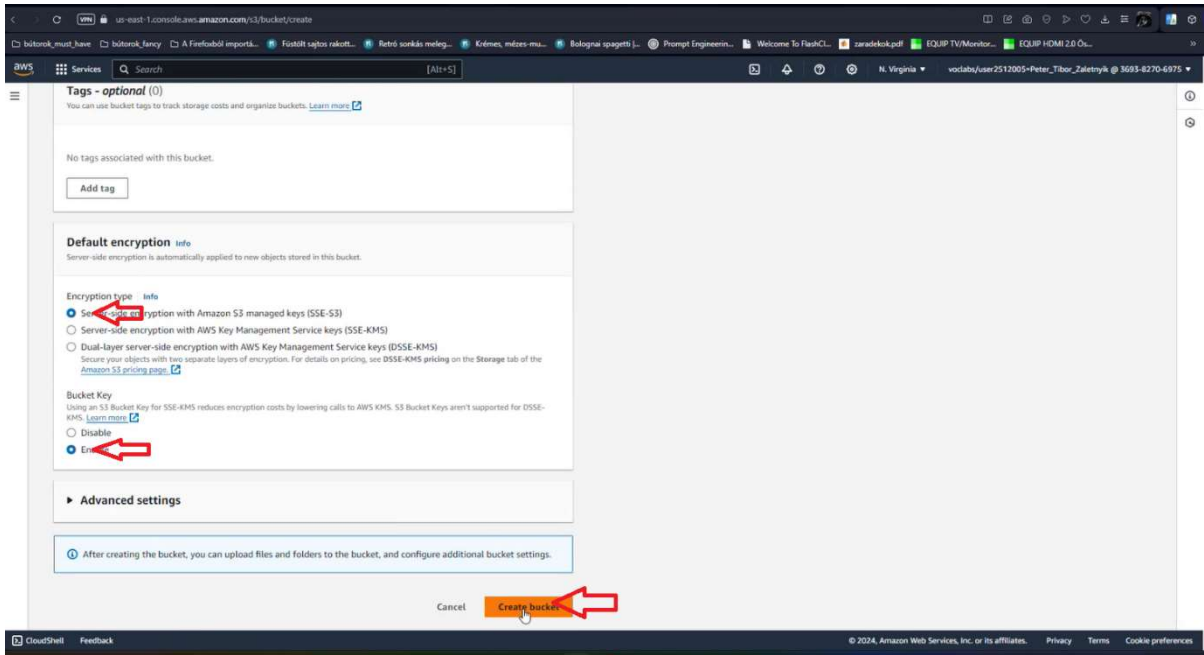 VPN us-east-1.console.aws.amazon.com/s3/bucket/create
bútorok_must_have bútorok_fancy A Firefoxból importá... Füstölt sajtos rakott... Retró sonkás meleg... Krémes, mézes-mu... Bolognai spagetti |... Prompt Engineerin... Welcome To FlashCl... zaradekok.pdf EQUIP TV/Monitor... EQUIP HDMI 2.0 Ös... »
aws Services Search [Alt+S] N. Virginia ▼ voclabs/user2512005=Peter_Tibor_Zaletnyik @ 3693-8270-6975 ▼
Tags - optional (0)
You can use bucket tags to track storage costs and organize buckets. Learn more
No tags associated with this bucket.
Add tag
Default encryption Info
Server-side encryption is automatically applied to new objects stored in this bucket.
Encryption type Info
Server-side encryption with Amazon S3 managed keys (SSE-S3)
Server-side encryption with AWS Key Management Service keys (SSE-KMS)
Dual-layer server-side encryption with AWS Key Management Service keys (DSSE-KMS)
Secure your objects with two separate layers of encryption. For details on pricing, see DSSE-KMS pricing on the Storage tab of the
Amazon S3 pricing page.
Bucket Key
Using an S3 Bucket Key for SSE-KMS reduces encryption costs by lowering calls to AWS KMS. S3 Bucket Keys aren't supported for DSSE-
KMS. Learn more
Disable
Enable
Advanced settings
After creating the bucket, you can upload files and folders to the bucket, and configure additional bucket settings.
Cancel Create bucket
CloudShell Feedback © 2024, Amazon Web Services, Inc. or its affiliates. Privacy Terms Cookie preferences